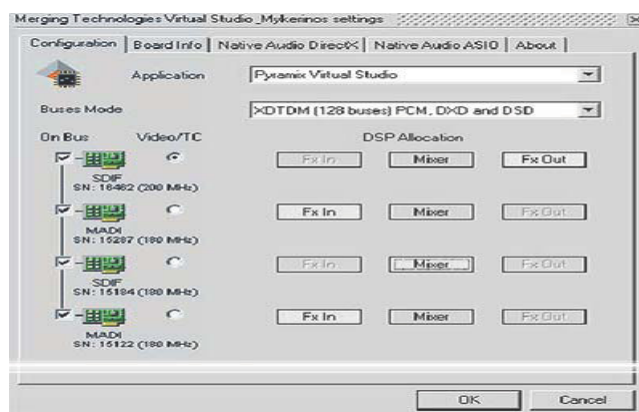 Merging Technologies Virtual Studio_Mykerinos settings
Configuration Board Info Native Audio DirectX Native Audio ASIO About
Application Pyramix Virtual Studio
Buses Mode XDTDM (128 buses) PCM, DXD and DSD
On Bus Video/TC DSP Allocation
Fx In Mixer Fx Out
SDIF
SN: 16462 (200 MHz)
Fx In Mixer Fx Out
MADI
SN: 15287 (180 MHz)
Fx In Mixer Fx Out
SDIF
SN: 15184 (180 MHz)
Fx In Mixer Fx Out
MADI
SN: 15122 (180 MHz)
OK Cancel